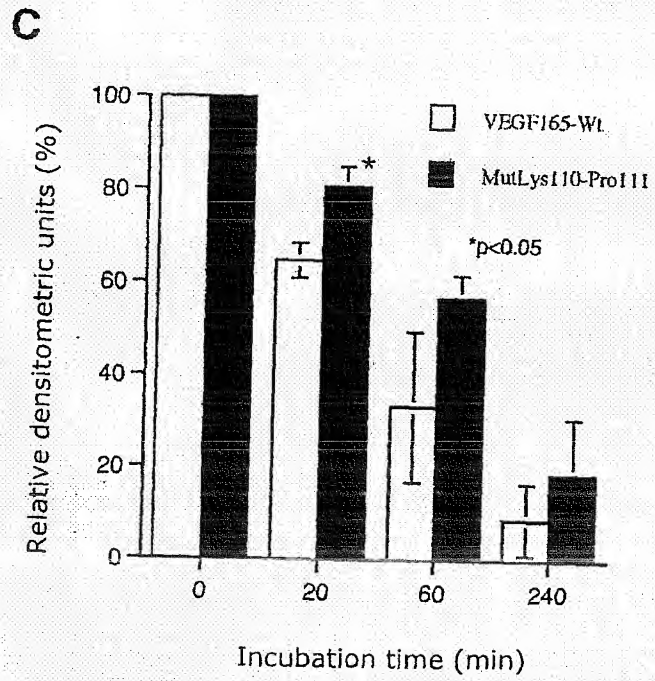 C
100
80
60
40
20
0
Relative densitometric units (%)
VEGF165-Wt
MutLys110-Pro111
*
*p<0.05
0 20 60 240
Incubation time (min)